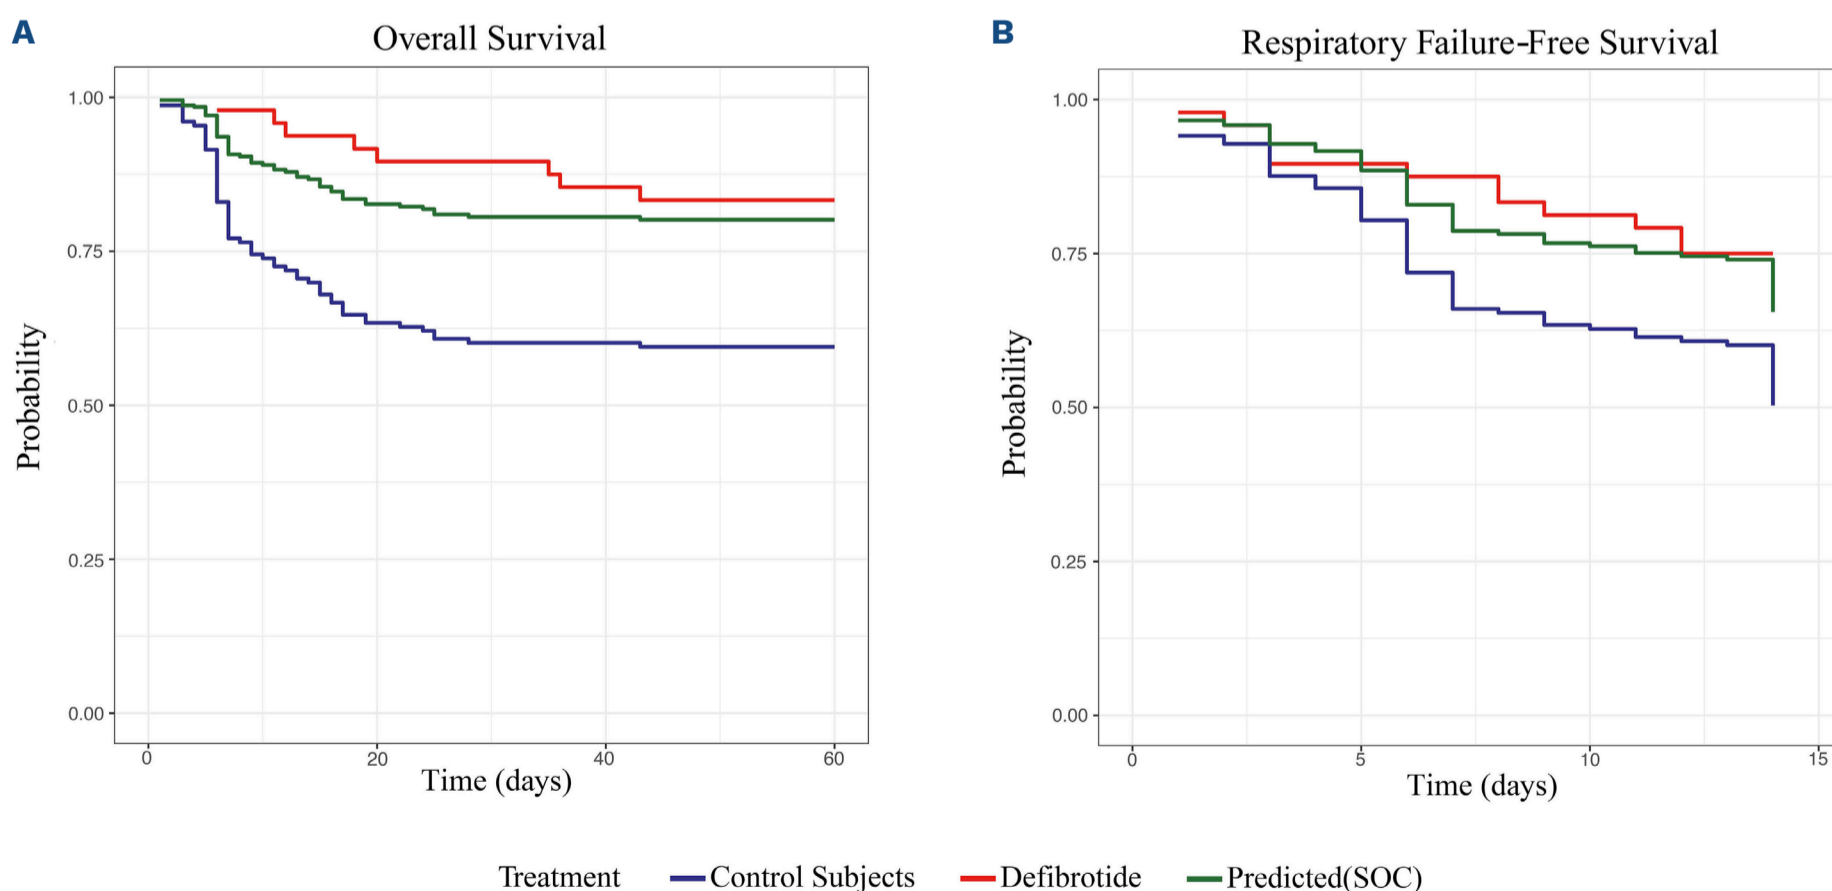 A
Overall Survival
Probability
1.00
0.75
0.50
0.25
0.00
0
20
40
60
Time (days)
B
Respiratory Failure-Free Survival
Probability
1.00
0.75
0.50
0.25
0.00
0
5
10
15
Time (days)
Treatment Control Subjects Defibrotide Predicted(SOC)